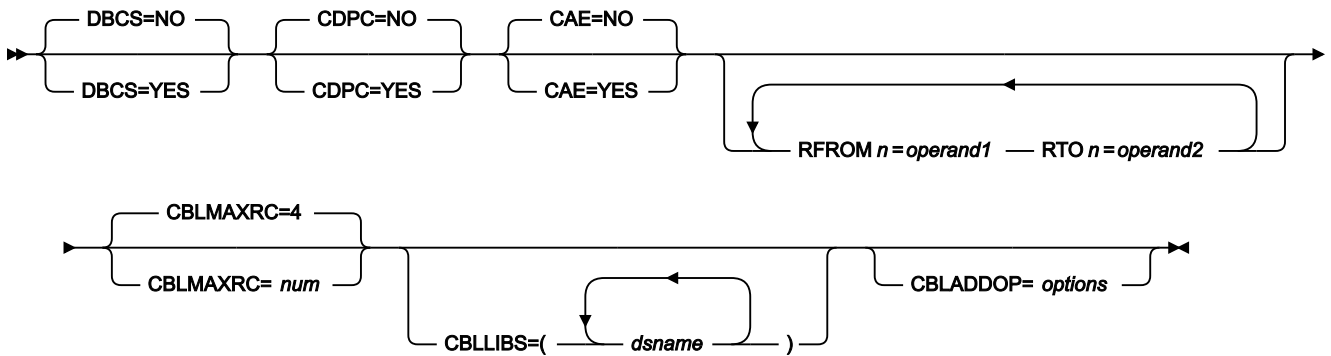 DBCS=NO CDPC=NO CAE=NO
DBCS=YES CDPC=YES CAE=YES
RFROM n = operand1 RTO n = operand2
CBLMAXRC=4
CBLMAXRC= num CBLADDOP= options
CBLLIBS=( dsname )